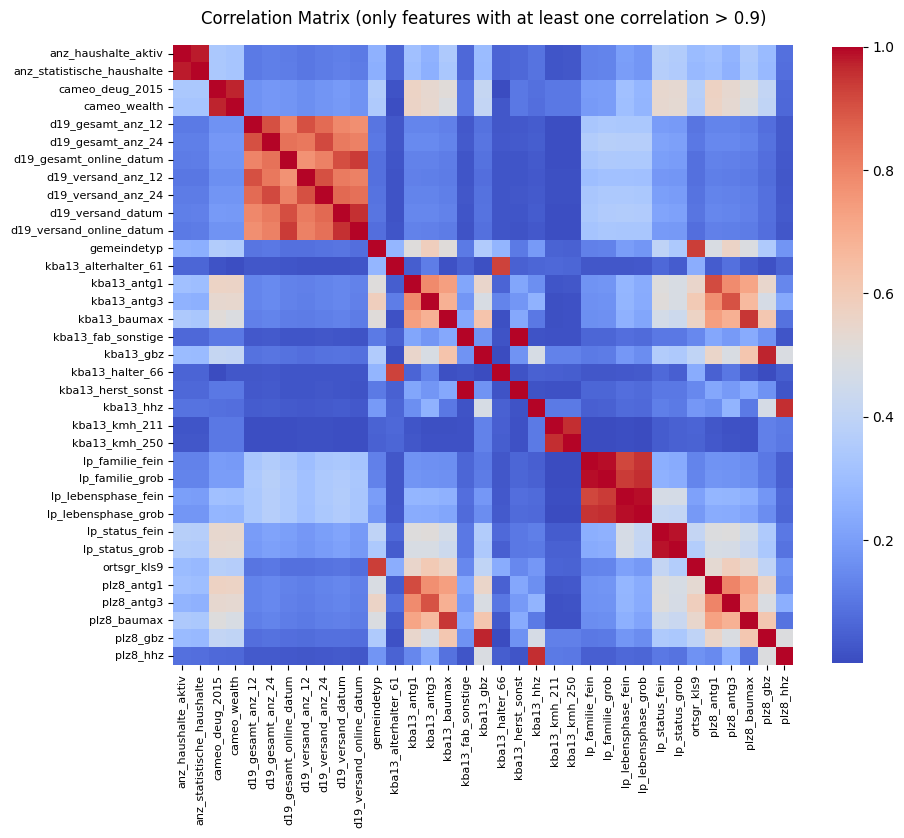 Correlation Matrix (only features with at least one correlation > 0.9)
anz_haushalte_aktiv
anz_statistische_haushalte
cameo_deug_2015
cameo_wealth
d19_gesamt_anz_12
d19_gesamt_anz_24
d19_gesamt_online_datum
d19_versand_anz_12
d19_versand_anz_24
d19_versand_datum
d19_versand_online_datum
gemeindetyp
kba13_alterhalter_61
kba13_antg1
kba13_antg3
kba13_baumax
kba13_fab_sonstige
kba13_gbz
kba13_halter_66
kba13_herst_sonst
kba13_hhz
kba13_kmh_211
kba13_kmh_250
lp_familie_fein
lp_familie_grob
lp_lebensphase_fein
lp_lebensphase_grob
lp_status_fein
lp_status_grob
ortsgr_kls9
plz8_antg1
plz8_antg3
plz8_baumax
plz8_gbz
plz8_hhz
anz_haushalte_aktiv
anz_statistische_haushalte
cameo_deug_2015
cameo_wealth
d19_gesamt_anz_12
d19_gesamt_anz_24
d19_gesamt_online_datum
d19_versand_anz_12
d19_versand_anz_24
d19_versand_datum
d19_versand_online_datum
gemeindetyp
kba13_alterhalter_61
kba13_antg1
kba13_antg3
kba13_baumax
kba13_fab_sonstige
kba13_gbz
kba13_halter_66
kba13_herst_sonst
kba13_hhz
kba13_kmh_211
kba13_kmh_250
lp_familie_fein
lp_familie_grob
lp_lebensphase_fein
lp_lebensphase_grob
lp_status_fein
lp_status_grob
ortsgr_kls9
plz8_antg1
plz8_antg3
plz8_baumax
plz8_gbz
plz8_hhz
1.0
0.8
0.6
0.4
0.2